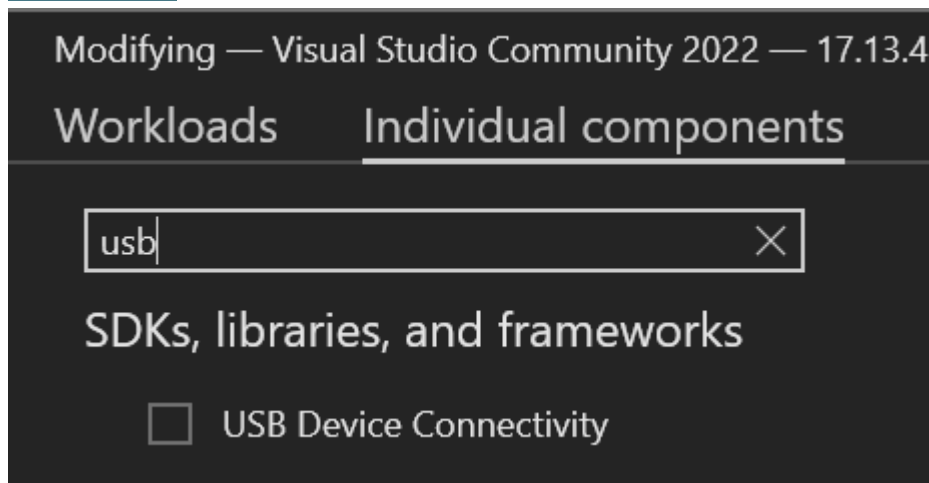 Modifying — Visual Studio Community 2022 — 17.13.4
Workloads Individual components
usb
SDKs, libraries, and frameworks
USB Device Connectivity